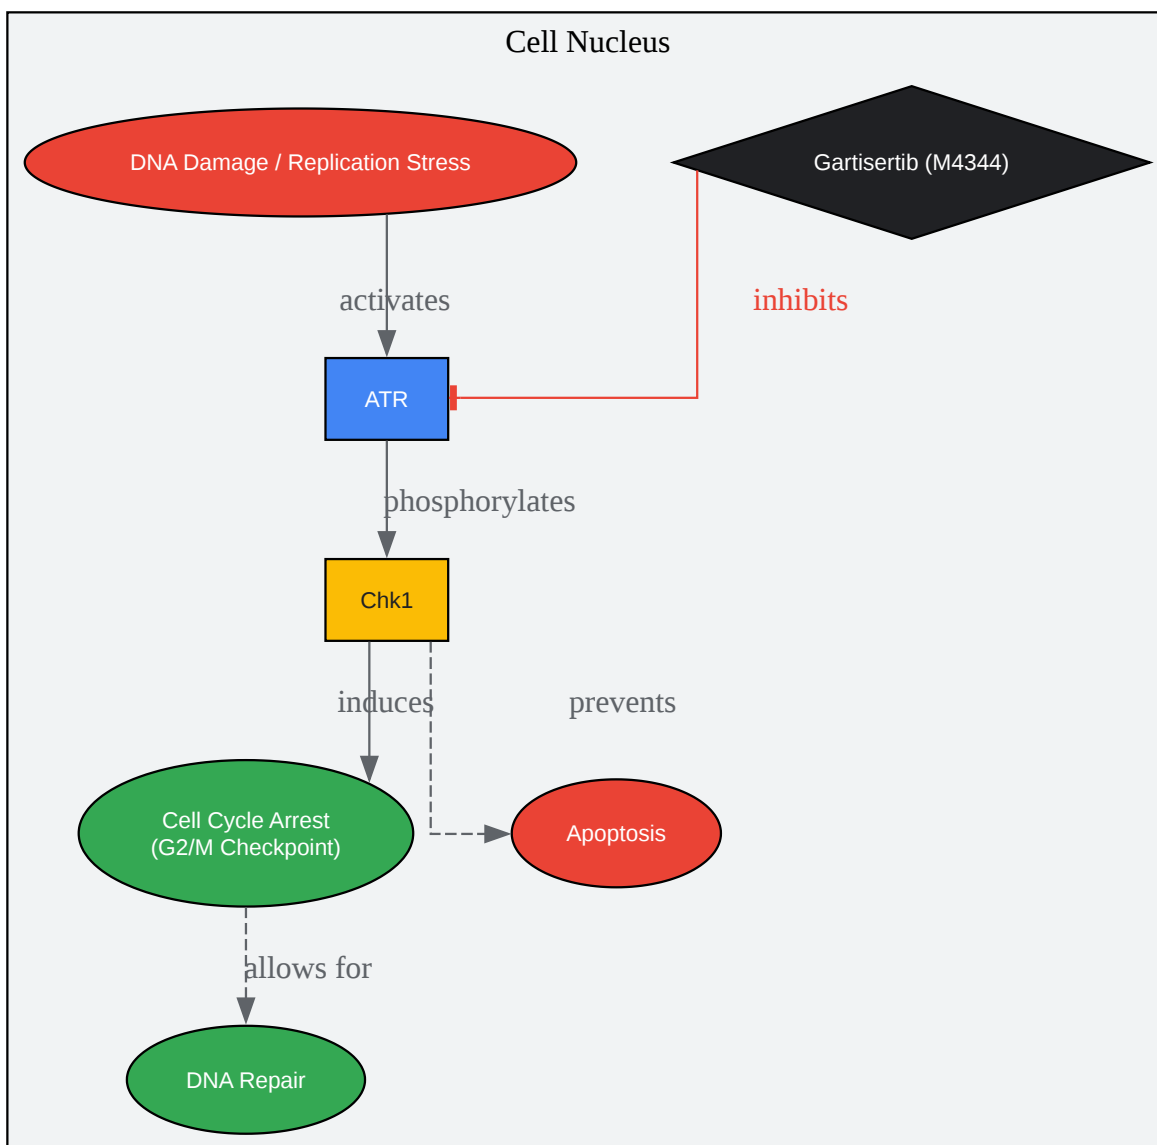 Cell Nucleus
DNA Damage / Replication Stress
Gartisertib (M4344)
activates
inhibits
ATR
phosphorylates
Chk1
induces
prevents
Cell Cycle Arrest
(G2/M Checkpoint)
Apoptosis
allows for
DNA Repair